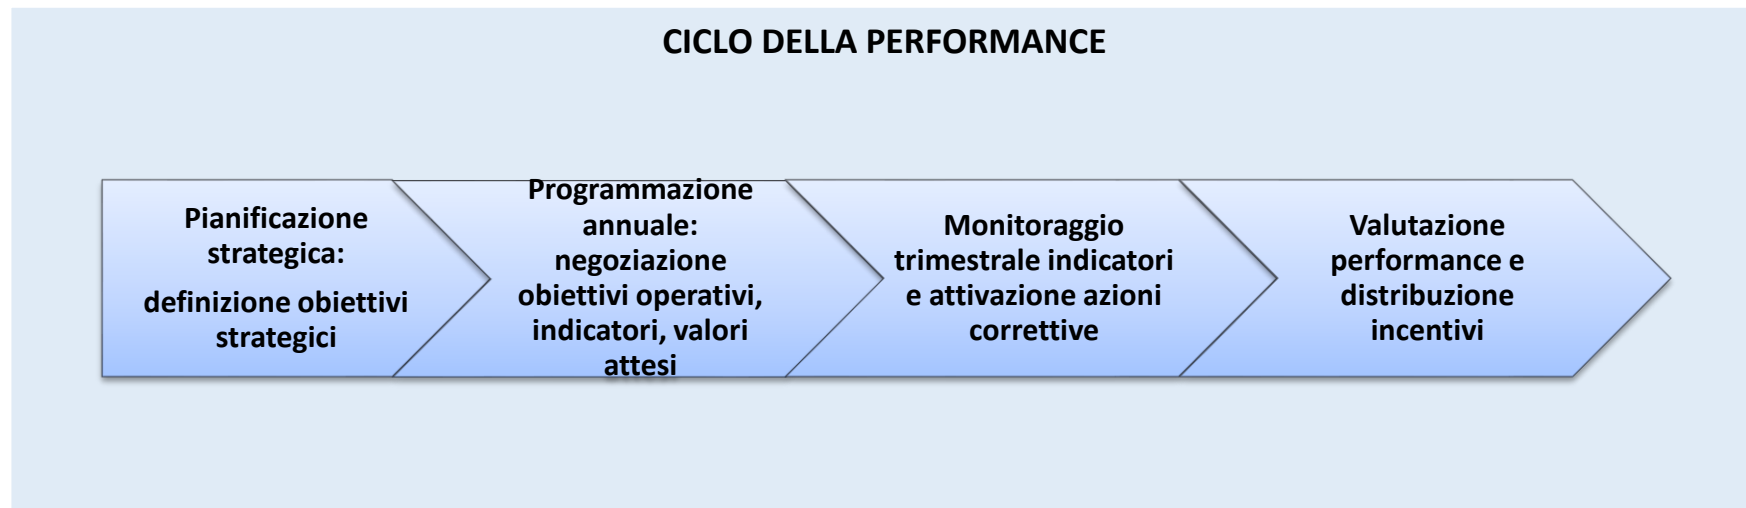 CICLO DELLA PERFORMANCE
Pianificazione
strategica:
definizione obiettivi
strategici
Programmazione
annuale:
negoziazione
obiettivi operativi,
indicatori, valori
attesi
Monitoraggio
trimestrale indicatori
e attivazione azioni
correttive
Valutazione
performance e
distribuzione
incentivi